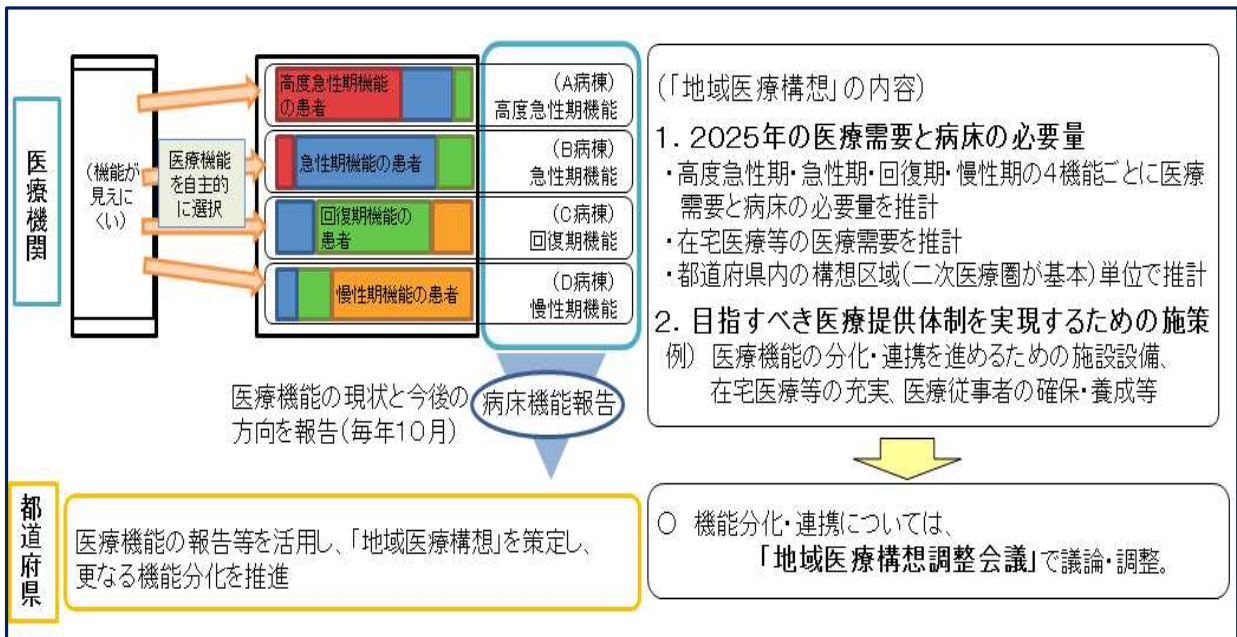 医療機関
(機能が
見えに
くい)
医療機能
を自主的
に選択
高度急性期機能
の患者
(A病棟)
高度急性期機能
急性期機能の患者
(B病棟)
急性期機能
回復期機能の
患者
(C病棟)
回復期機能
慢性期機能の患者
(D病棟)
慢性期機能
医療機能の現状と今後の
方向を報告(毎年10月)
病床機能報告
(「地域医療構想」の内容)
1. 2025年の医療需要と病床の必要量
・高度急性期・急性期・回復期・慢性期の4機能ごとに医療
需要と病床の必要量を推計
・在宅医療等の医療需要を推計
・都道府県内の構想区域(二次医療圏が基本)単位で推計
2. 目指すべき医療提供体制を実現するための施策
例) 医療機能の分化・連携を進めるための施設設備、
在宅医療等の充実、医療従事者の確保・養成等
都道府県
医療機能の報告等を活用し、「地域医療構想」を策定し、
更なる機能分化を推進
○ 機能分化・連携については、
「地域医療構想調整会議」で議論・調整。